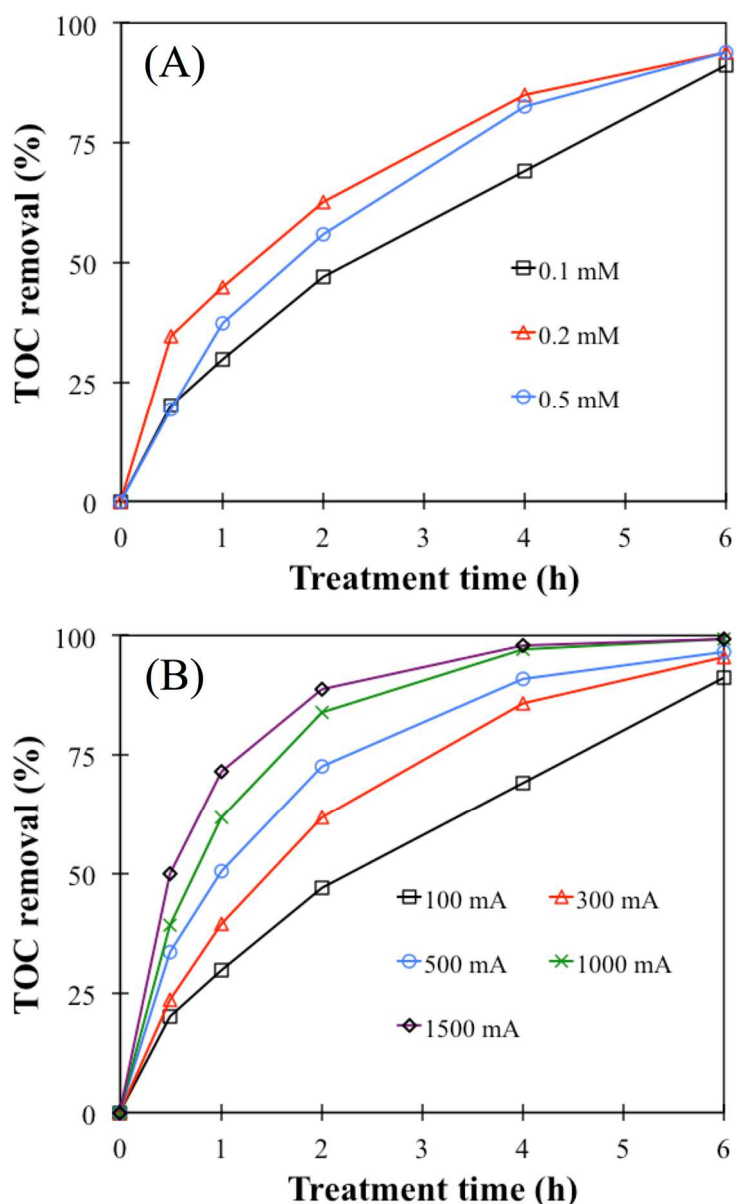 (A)
TOC removal (%)
100
75
50
25
0
0.1 mM
0.2 mM
0.5 mM
0 1 2 3 4 5 6
Treatment time (h)
(B)
TOC removal (%)
100
75
50
25
0
100 mA 300 mA
500 mA 1000 mA
1500 mA
0 1 2 3 4 5 6
Treatment time (h)